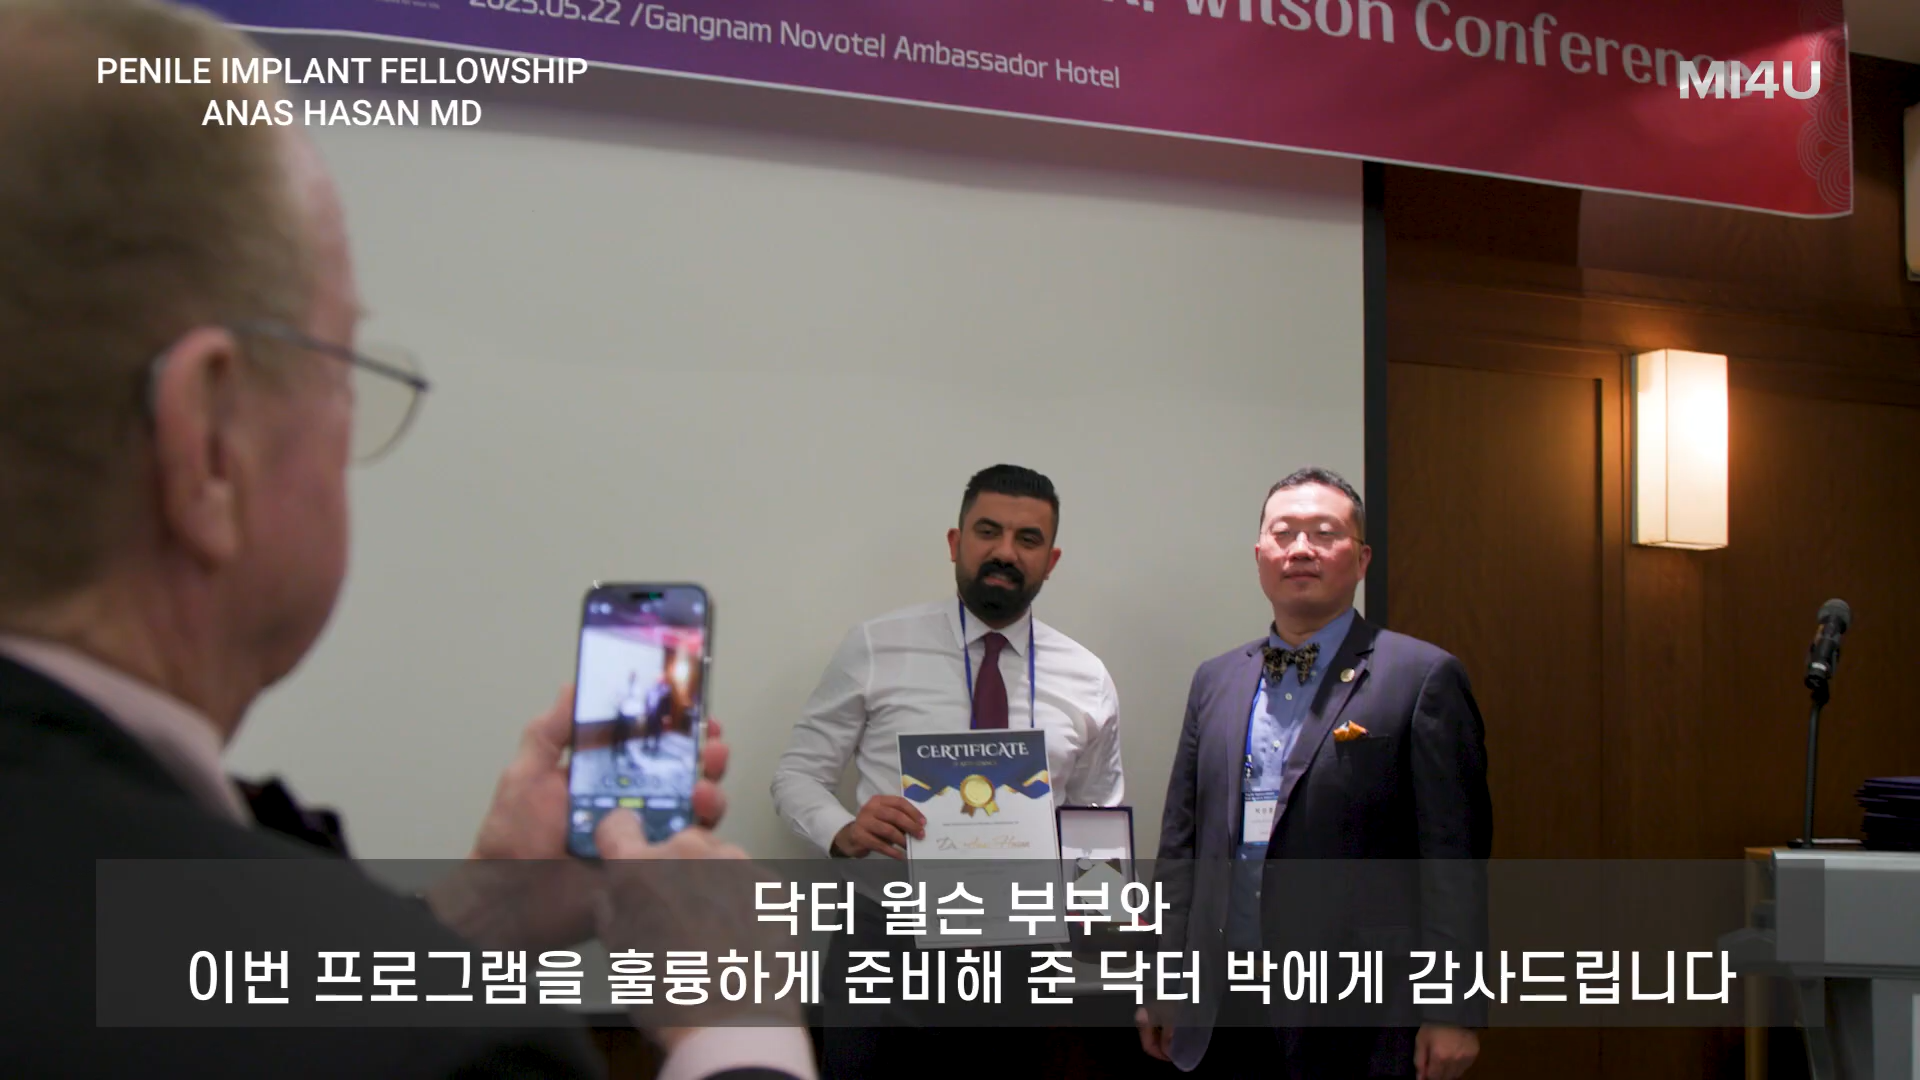 2025.05.22 /Gangnam Novotel Ambassador Hotel
Wilson Conference
PENILE IMPLANT FELLOWSHIP
ANAS HASAN MD
MI4U
CERTIFICATE
Dr. Anas Hasan
닥터 윌슨 부부와
이번 프로그램을 훌륭하게 준비해 준 닥터 박에게 감사드립니다